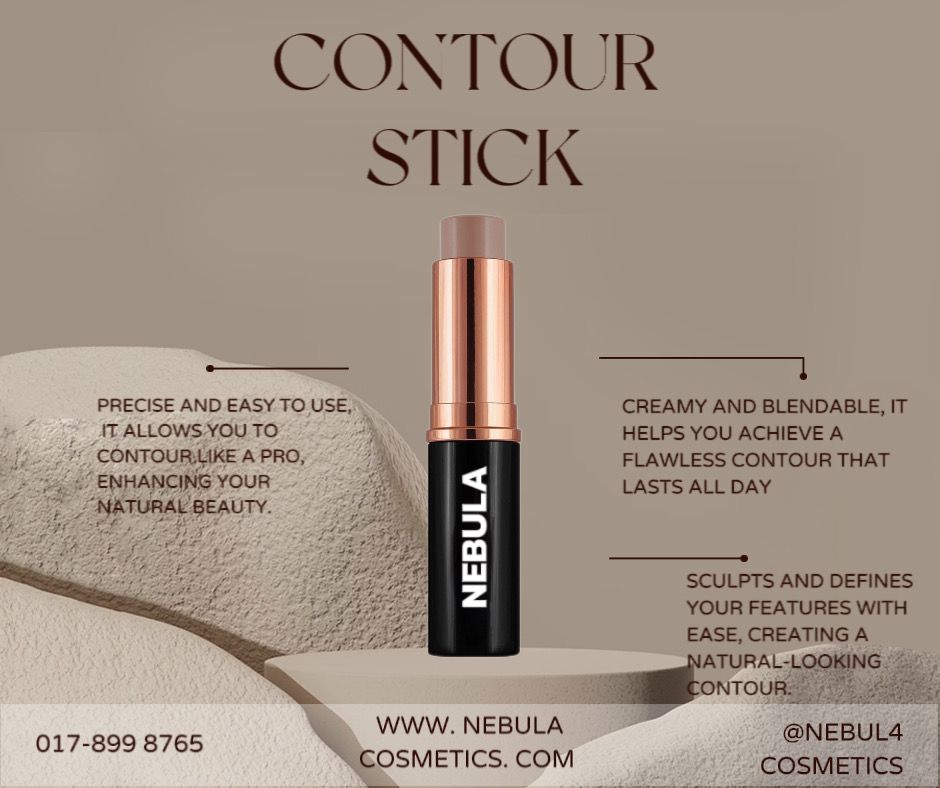 CONTOUR
STICK
PRECISE AND EASY TO USE,
IT ALLOWS YOU TO
CONTOUR LIKE A PRO,
ENHANCING YOUR
NATURAL BEAUTY.
NEBULA
CREAMY AND BLENDABLE, IT
HELPS YOU ACHIEVE A
FLAWLESS CONTOUR THAT
LASTS ALL DAY
SCULPTS AND DEFINES
YOUR FEATURES WITH
EASE, CREATING A
NATURAL-LOOKING
CONTOUR.
017-899 8765
WWW. NEBULA
COSMETICS. COM
@NEBUL4
COSMETICS